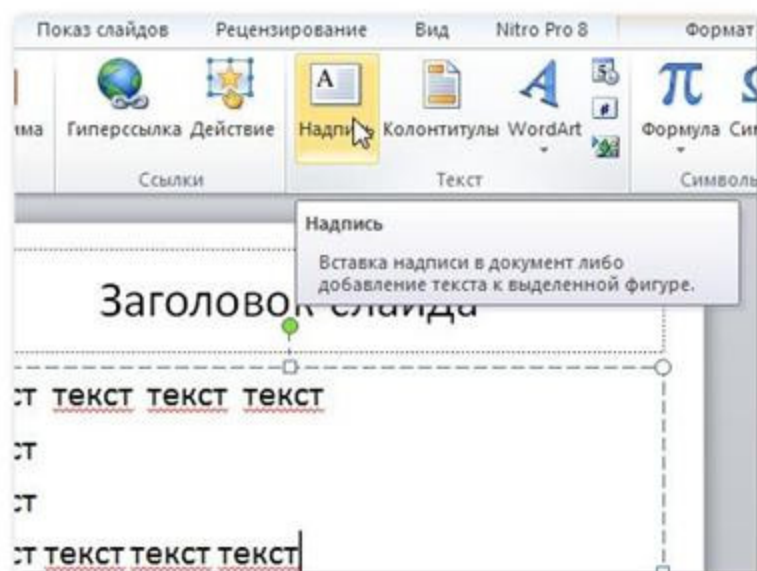 Показ слайдов Рецензирование Вид Nitro Pro 8 Формат
Гиперссылка Действие Надпись Колонтитулы WordArt Формула
Ссылки Текст
Надпись
Вставка надписи в документ либо
добавление текста к выделенной фигуре.
Заголовок слайда
текст текст текст
текст текст текст